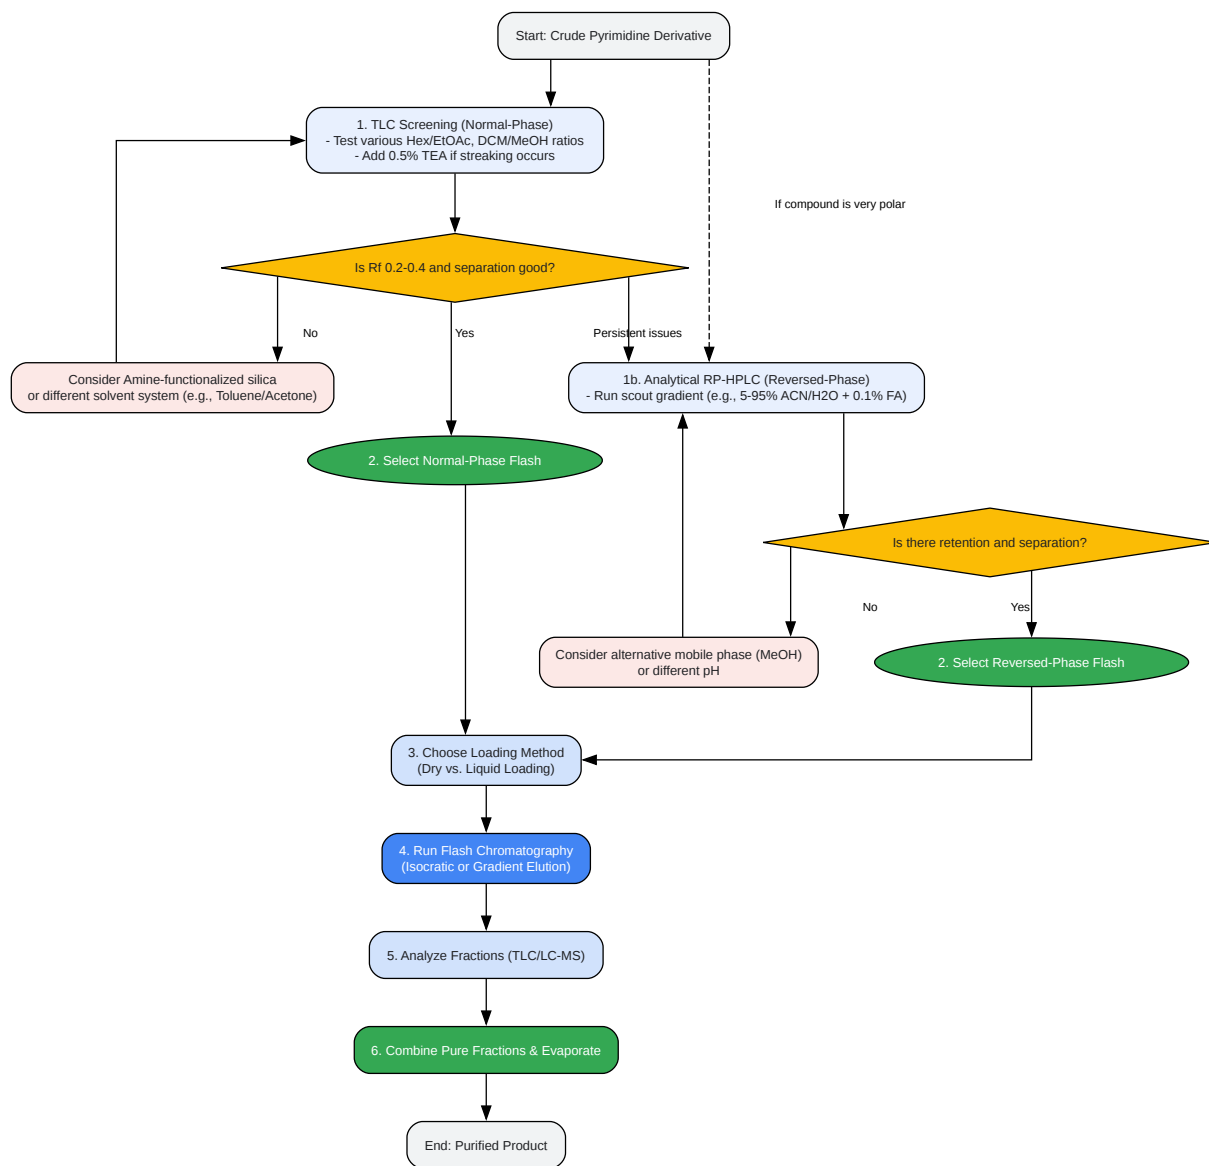 Start: Crude Pyrimidine Derivative
1. TLC Screening (Normal-Phase)
- Test various Hex/EtOAc, DCM/MeOH ratios
- Add 0.5% TEA if streaking occurs
If compound is very polar
Is Rf 0.2-0.4 and separation good?
No
Yes
Persistent issues
Consider Amine-functionalized silica
or different solvent system (e.g., Toluene/Acetone)
1b. Analytical RP-HPLC (Reversed-Phase)
- Run scout gradient (e.g., 5-95% ACN/H2O + 0.1% FA)
2. Select Normal-Phase Flash
Is there retention and separation?
No
Yes
Consider alternative mobile phase (MeOH)
or different pH
2. Select Reversed-Phase Flash
3. Choose Loading Method
(Dry vs. Liquid Loading)
4. Run Flash Chromatography
(Isocratic or Gradient Elution)
5. Analyze Fractions (TLC/LC-MS)
6. Combine Pure Fractions & Evaporate
End: Purified Product